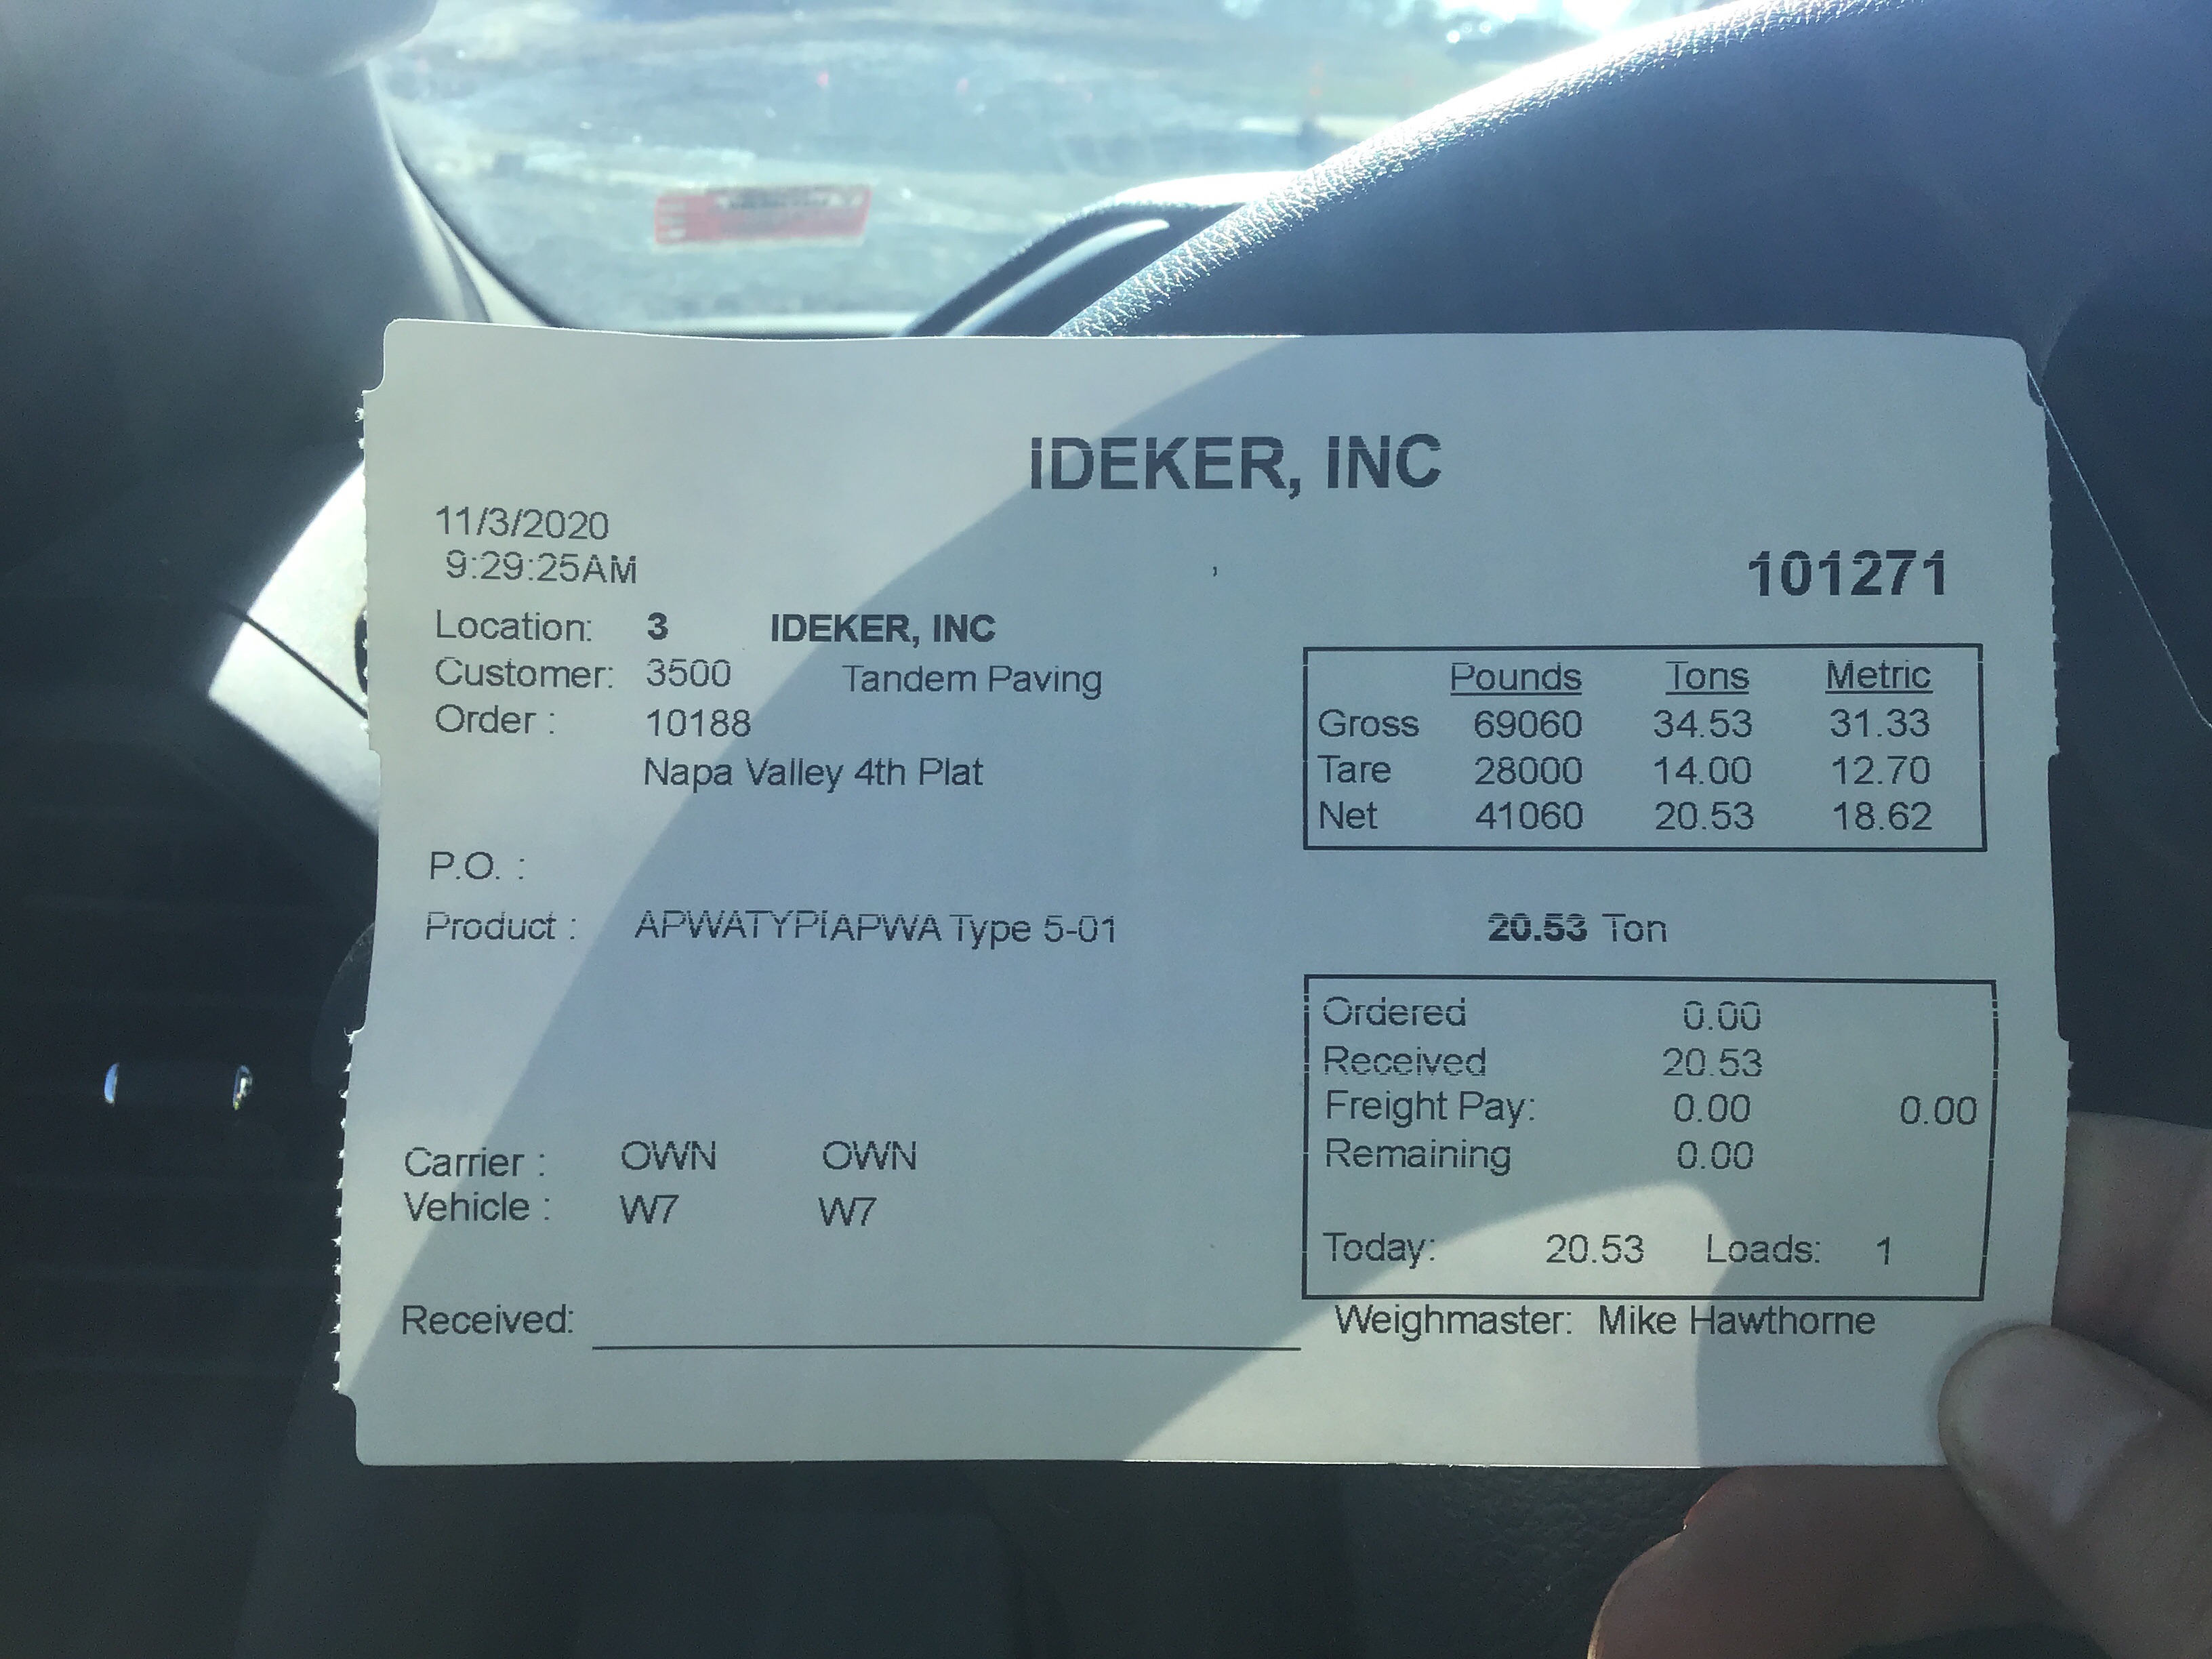 IDEKER, INC
11/3/2020
9:29:25AM
101271
Location: 3 IDEKER, INC
Customer: 3500 Tandem Paving
Order : 10188
Napa Valley 4th Plat
Pounds Tons Metric
Gross 69060 34.53 31.33
Tare 28000 14.00 12.70
Net 41060 20.53 18.62
P.O. :
Product : APWATYPIAPWA Type 5-01
20.53 Ton
Ordered 0.00
Received 20.53
Freight Pay: 0.00 0.00
Remaining 0.00
Today: 20.53 Loads: 1
Carrier : OWN OWN
Vehicle : W7 W7
Received:
Weighmaster: Mike Hawthorne